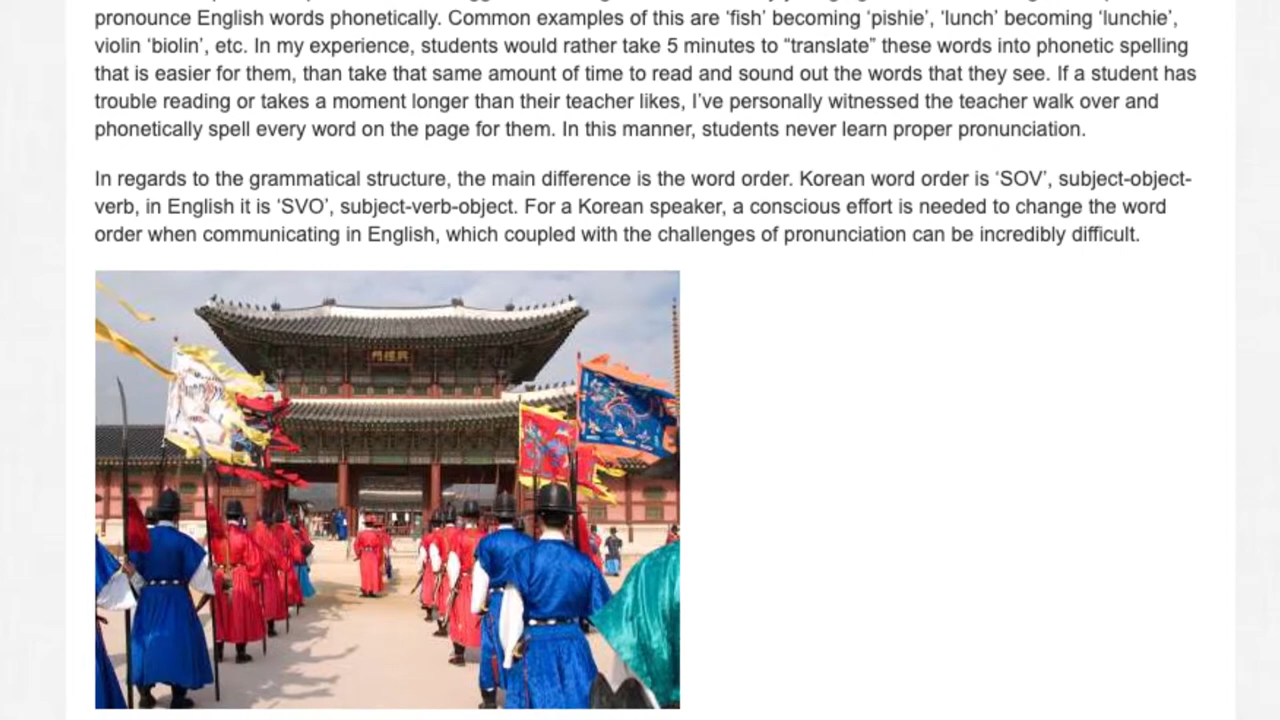 pronounce English words phonetically. Common examples of this are ‘fish’ becoming ‘pishie’, ‘lunch’ becoming ‘lunchie’,
violin ‘biolin’, etc. In my experience, students would rather take 5 minutes to “translate” these words into phonetic spelling
that is easier for them, than take that same amount of time to read and sound out the words that they see. If a student has
trouble reading or takes a moment longer than their teacher likes, I’ve personally witnessed the teacher walk over and
phonetically spell every word on the page for them. In this manner, students never learn proper pronunciation.
In regards to the grammatical structure, the main difference is the word order. Korean word order is ‘SOV’, subject-object-
verb, in English it is ‘SVO’, subject-verb-object. For a Korean speaker, a conscious effort is needed to change the word
order when communicating in English, which coupled with the challenges of pronunciation can be incredibly difficult.
門禮興